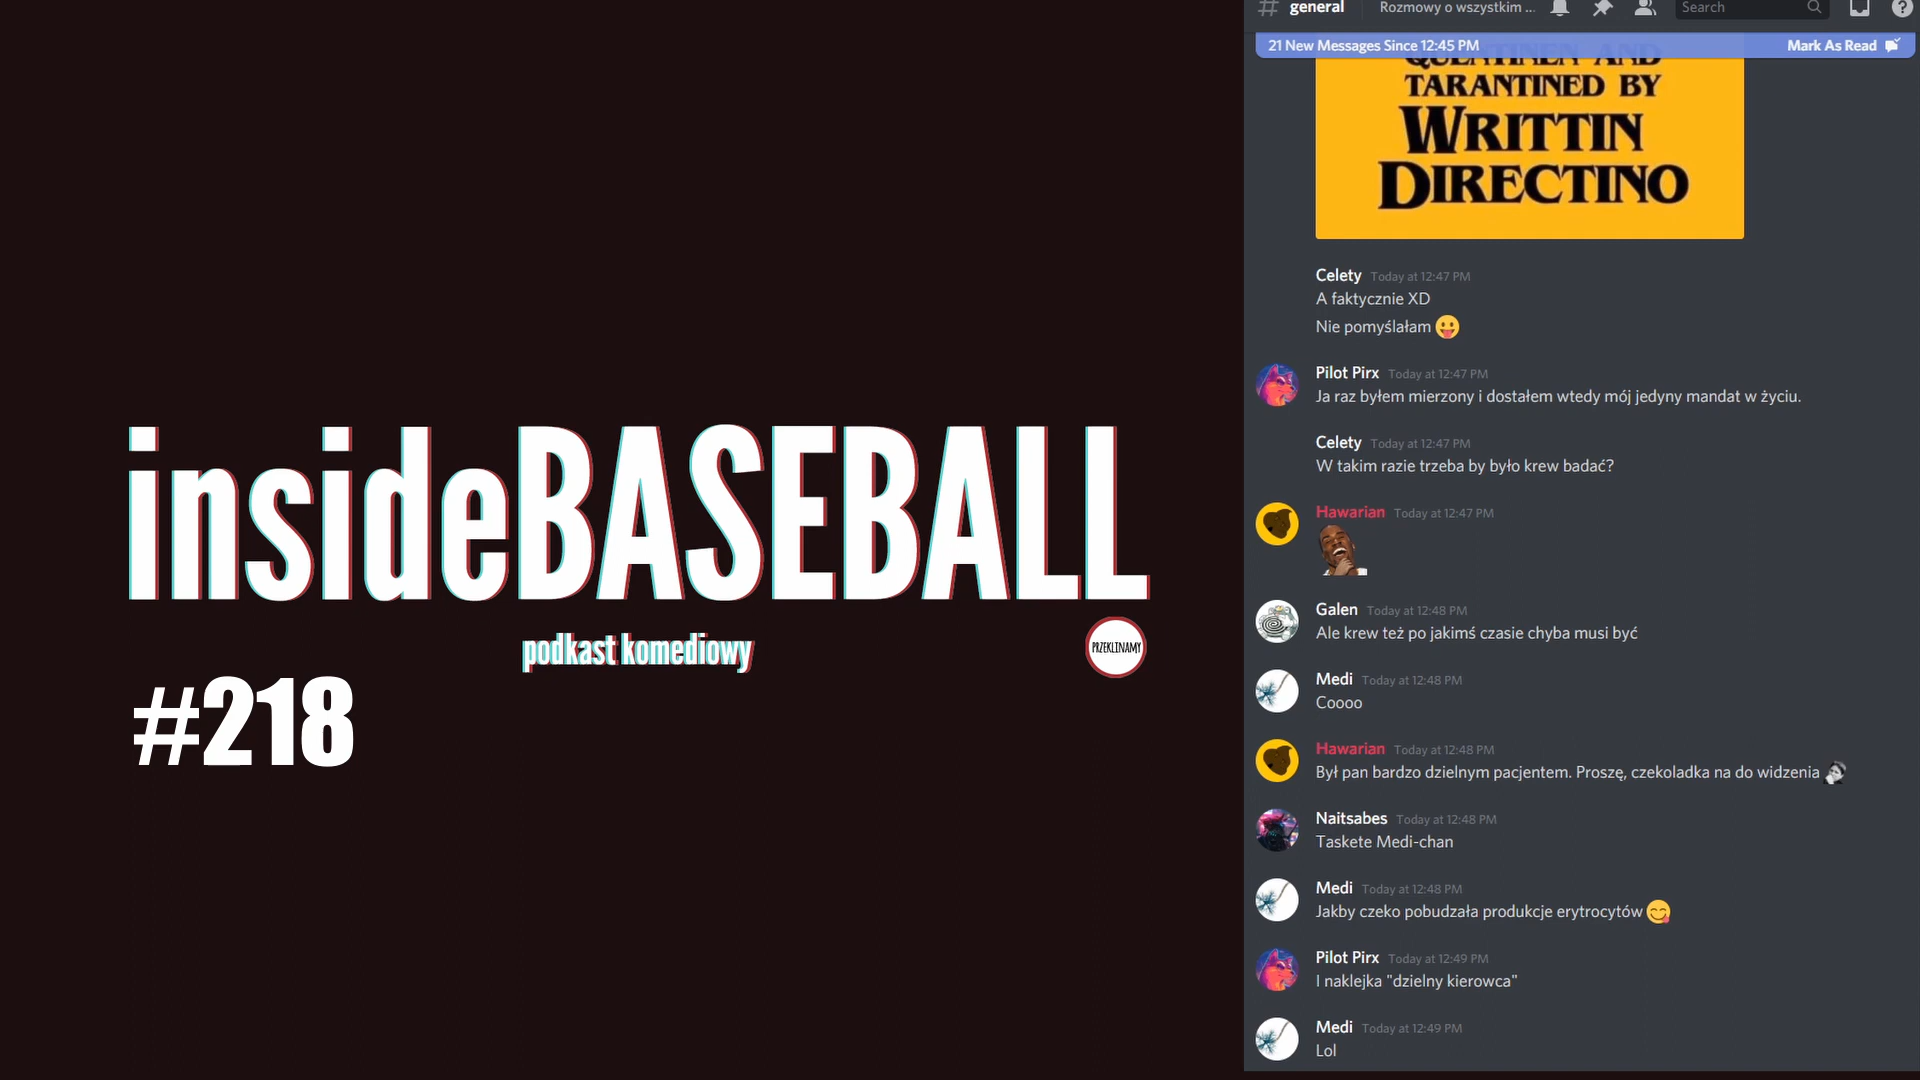 insideBASEBALL
podkast komediowy
PRZEKLINAMY
#218
# general
Rozmowy o wszystkim ...
Search
21 New Messages Since 12:45 PM
Mark As Read
QUENTINEN AND
TARANTINED BY
WRITTIN
DIRECTINO
Celety Today at 12:47 PM
A faktycznie XD
Nie pomyślałam 😛
Pilot Pirx Today at 12:47 PM
Ja raz byłem mierzony i dostałem wtedy mój jedyny mandat w życiu.
Celety Today at 12:47 PM
W takim razie trzeba by było krew badać?
Hawarian Today at 12:47 PM
Galen Today at 12:48 PM
Ale krew też po jakimś czasie chyba musi być
Medi Today at 12:48 PM
Coooo
Hawarian Today at 12:48 PM
Był pan bardzo dzielnym pacjentem. Proszę, czekoladka na do widzenia
Naitsabes Today at 12:48 PM
Taskete Medi-chan
Medi Today at 12:48 PM
Jakby czeko pobudzała produkcje erytrocytów 😋
Pilot Pirx Today at 12:49 PM
I naklejka "dzielny kierowca"
Medi Today at 12:49 PM
Lol